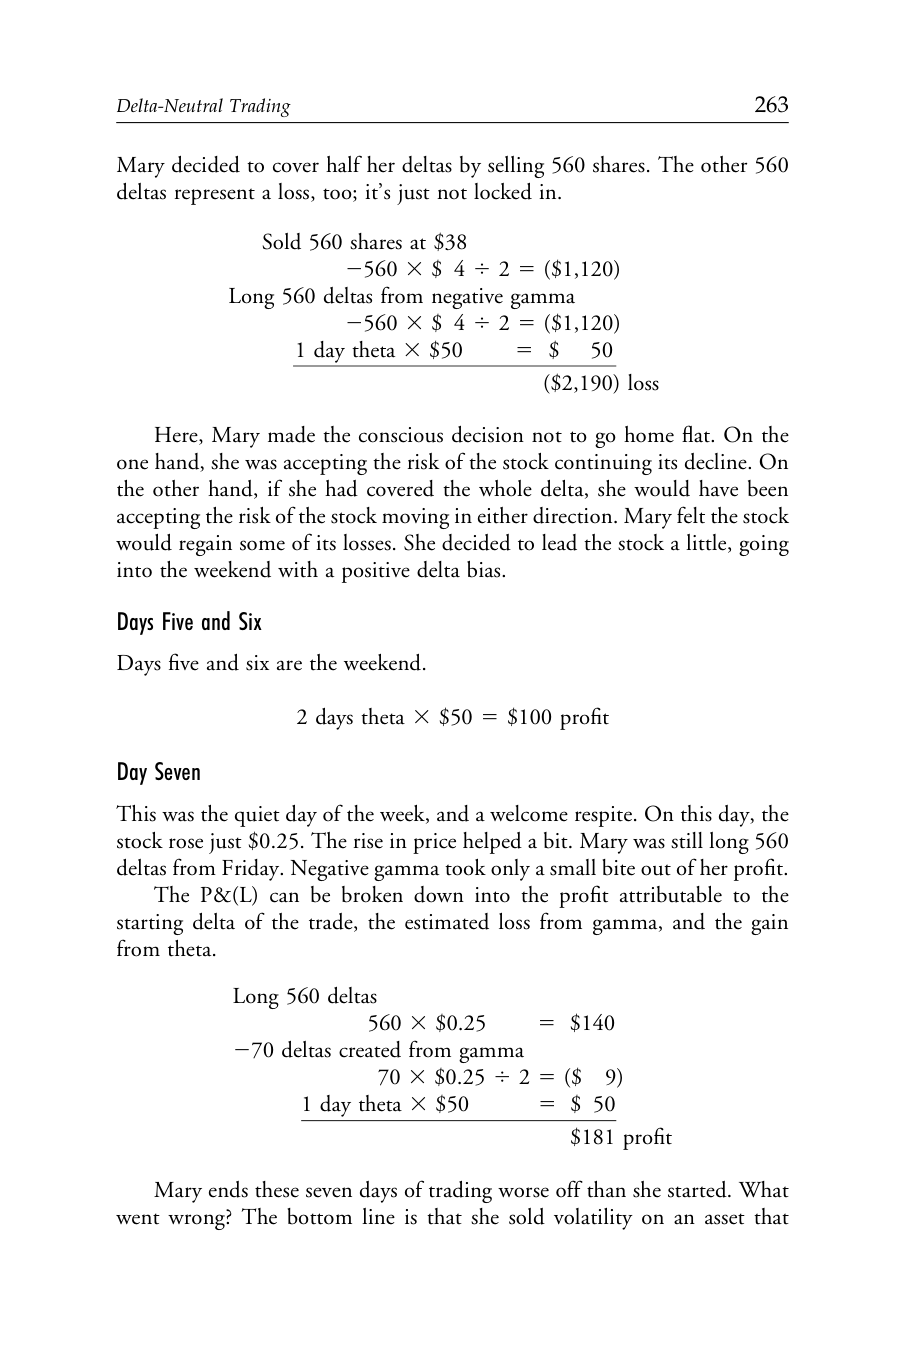 Delta-Neutral Trading 263
Mary decided to cover half her deltas by selling 560 shares. The other 560
deltas represent a loss, too; it’s just not locked in.
Sold 560 shares at $38
−560 × $ 4 ÷ 2 = ($1,120)
Long 560 deltas from negative gamma
−560 × $ 4 ÷ 2 = ($1,120)
1 day theta × $50 = $ 50
($2,190) loss
Here, Mary made the conscious decision not to go home flat. On the
one hand, she was accepting the risk of the stock continuing its decline. On
the other hand, if she had covered the whole delta, she would have been
accepting the risk of the stock moving in either direction. Mary felt the stock
would regain some of its losses. She decided to lead the stock a little, going
into the weekend with a positive delta bias.
Days Five and Six
Days five and six are the weekend.
2 days theta × $50 = $100 profit
Day Seven
This was the quiet day of the week, and a welcome respite. On this day, the
stock rose just $0.25. The rise in price helped a bit. Mary was still long 560
deltas from Friday. Negative gamma took only a small bite out of her profit.
The P&(L) can be broken down into the profit attributable to the
starting delta of the trade, the estimated loss from gamma, and the gain
from theta.
Long 560 deltas
560 × $0.25 = $140
−70 deltas created from gamma
70 × $0.25 ÷ 2 = ($ 9)
1 day theta × $50 = $ 50
$181 profit
Mary ends these seven days of trading worse off than she started. What
went wrong? The bottom line is that she sold volatility on an asset that